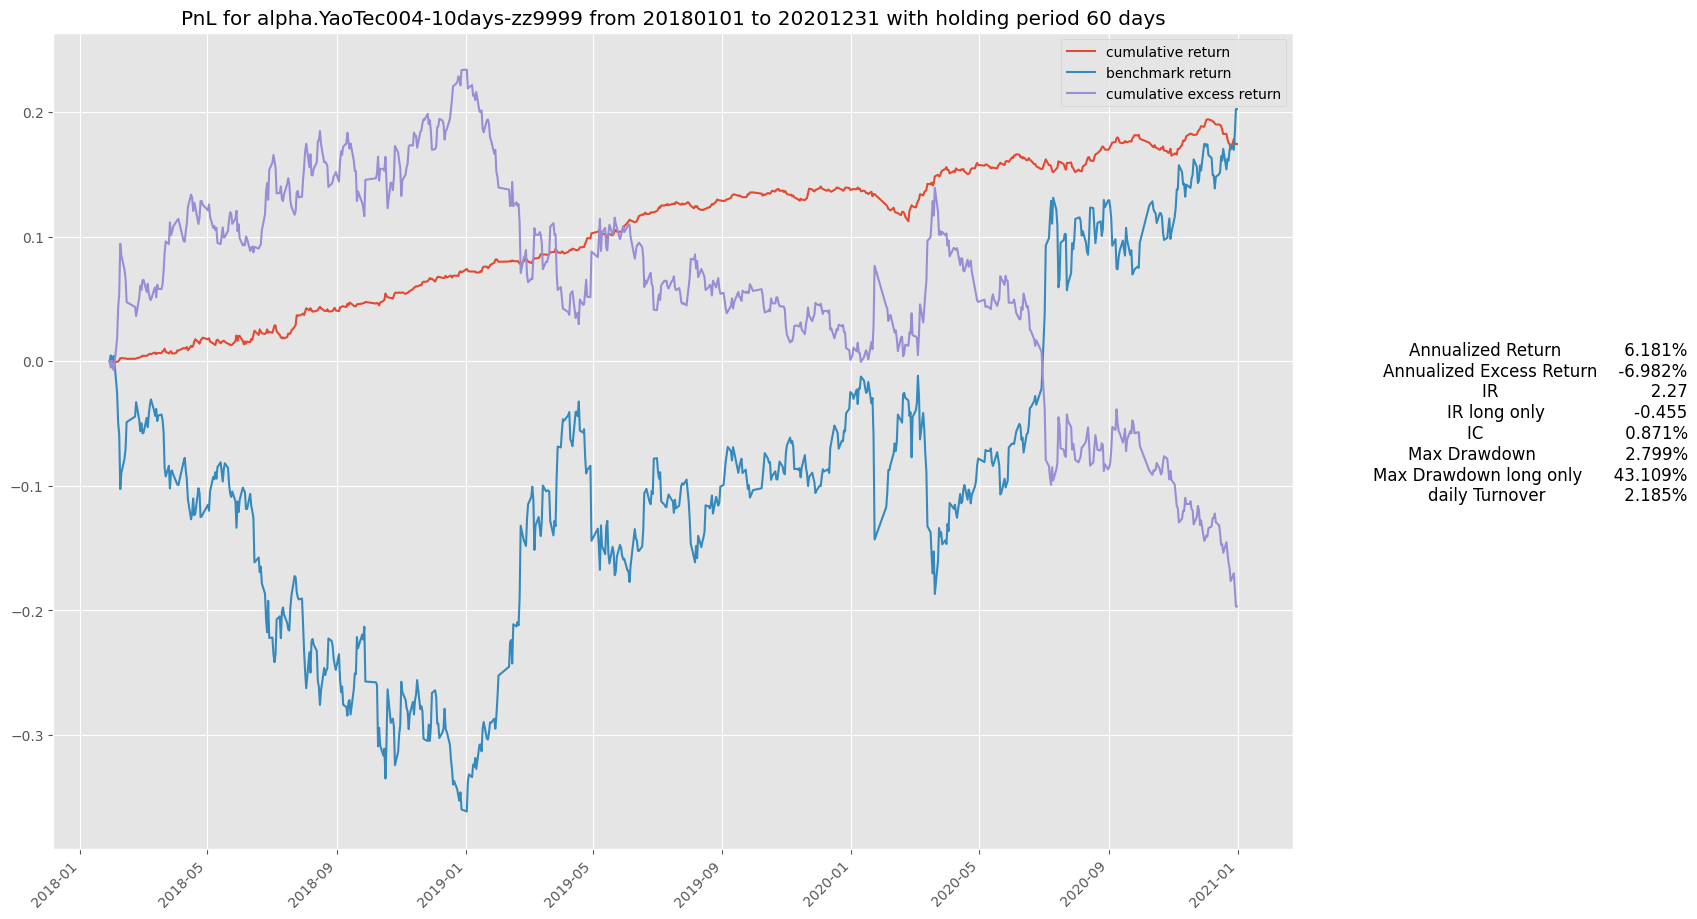 PnL for alpha.YaoTec004-10days-zz9999 from 20180101 to 20201231 with holding period 60 days
cumulative return
benchmark return
cumulative excess return
0.2
0.1
0.0
−0.1
−0.2
−0.3
2018-01
2018-05
2018-09
2019-01
2019-05
2019-09
2020-01
2020-05
2020-09
2021-01
Annualized Return 6.181%
Annualized Excess Return -6.982%
IR 2.27
IR long only -0.455
IC 0.871%
Max Drawdown 2.799%
Max Drawdown long only 43.109%
daily Turnover 2.185%